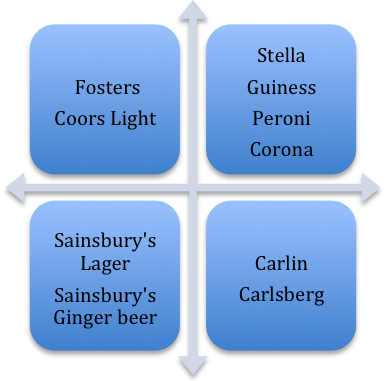 Fosters
Coors Light
Stella
Guiness
Peroni
Corona
Sainsbury's
Lager
Sainsbury's
Ginger beer
Carlin
Carlsberg